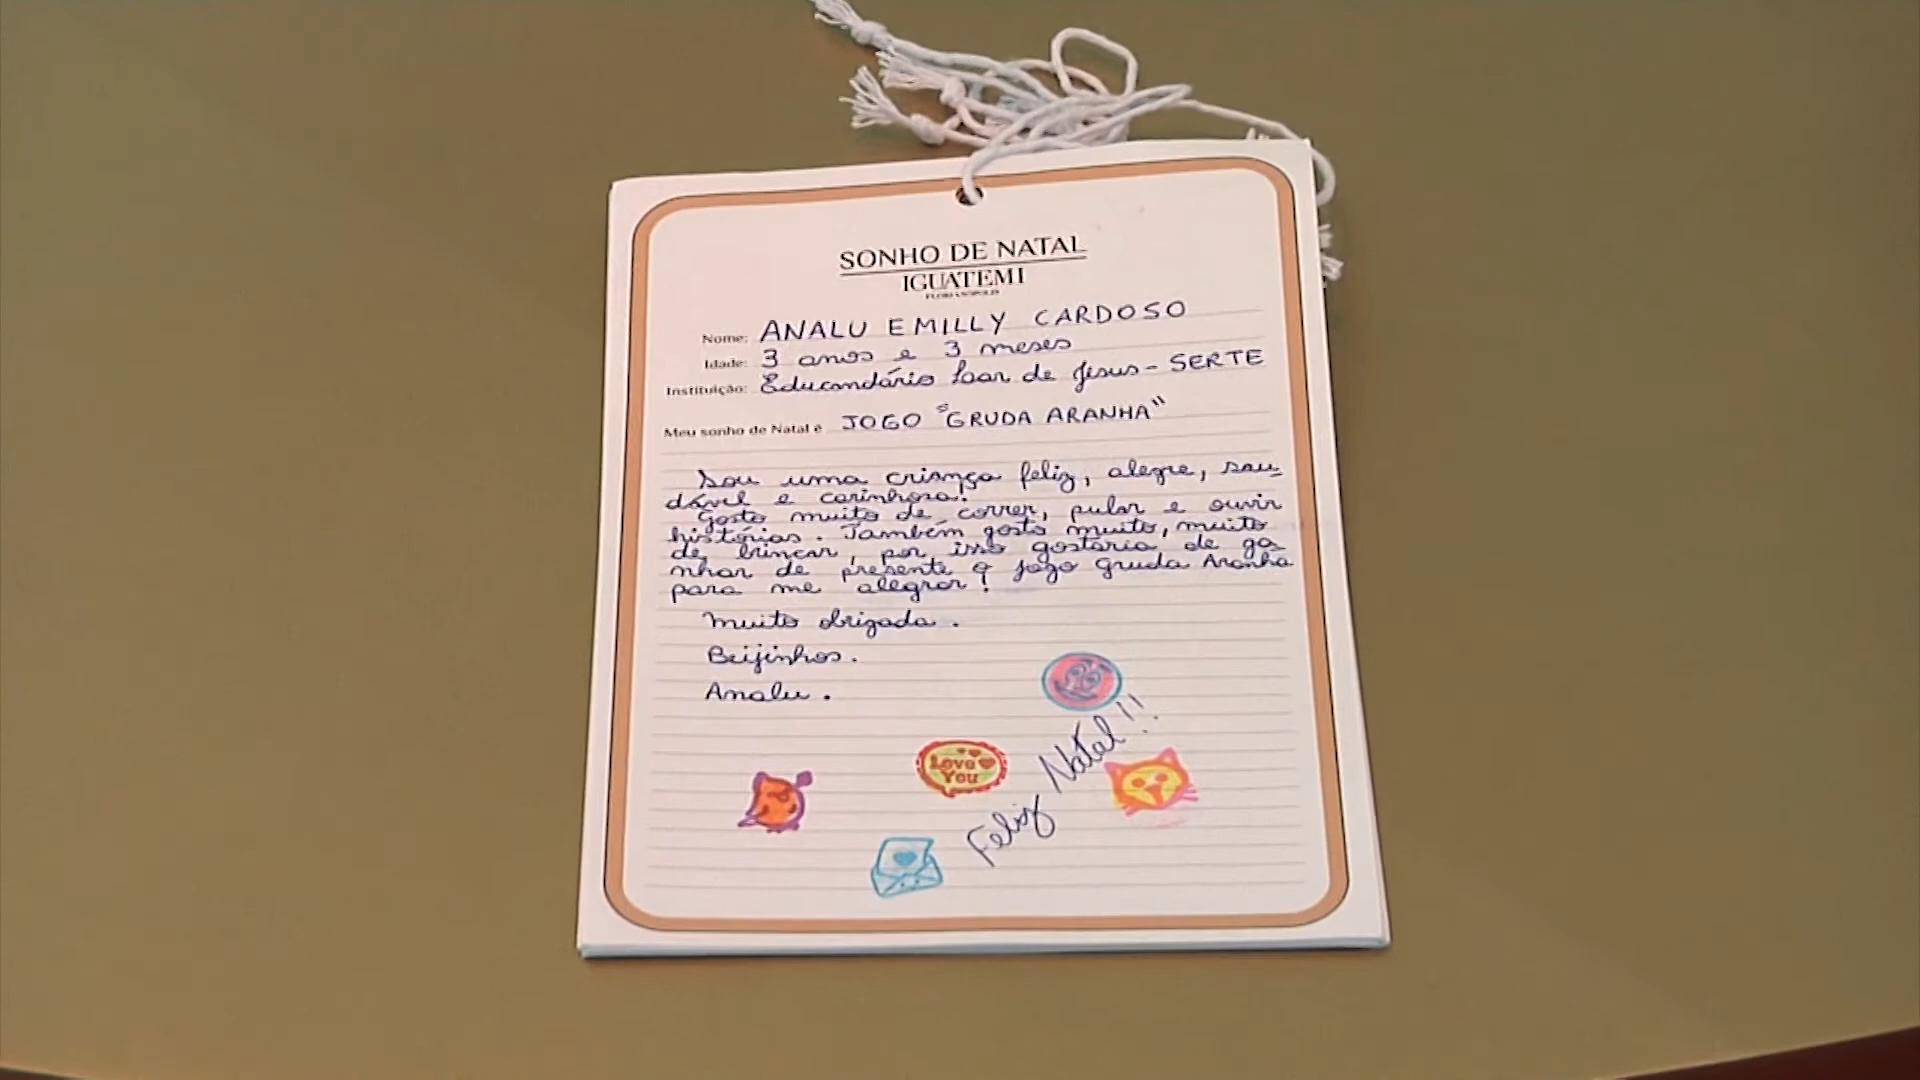 SONHO DE NATAL
IGUATEMI
FLORIANÓPOLIS
Nome: ANALU EMILLY CARDOSO
Idade: 3 anos e 3 meses
Instituição: Educandário Lar de Jesus - SERTE
Meu sonho de Natal é JOGO "GRUDA ARANHA"
Sou uma criança feliz, alegre, sau-
dável e carinhosa.
Gosto muito de correr, pular e ouvir
histórias. Também gosto muito, muito
de brincar, por isso gostaria de ga
nhar de presente o jogo Gruda Aranha
para me alegrar!
Muito obrigada.
Beijinhos.
Analu.
Love
You
Feliz Natal!!